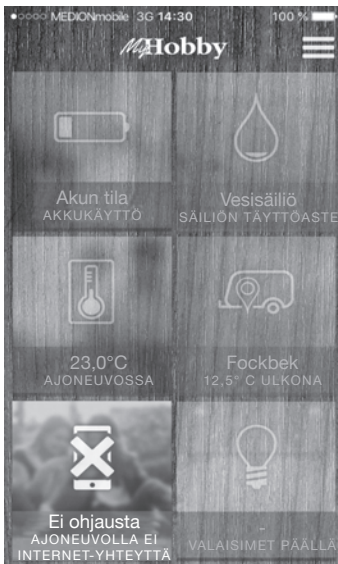 MEDIONmobile 3G 14:30 100 %
MyHobby
Akun tila
AKKUKÄYTTÖ
Vesisäiliö
SÄILIÖN TÄYTTÖASTE
23,0°C
AJONEUVOSSA
Fockbek
12,5° C ULKONA
Ei ohjausta
AJONEUVOLLA EI
INTERNET-YHTEYTTÄ
-
VALAISIMET PÄÄLLÄ